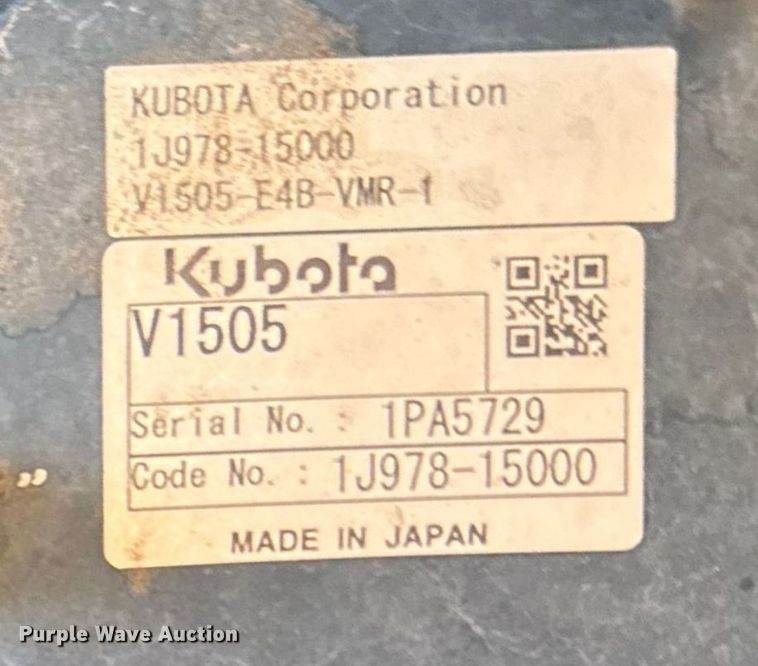 KUBOTA Corporation
1J978-15000
V1505-E4B-VMR-1
Kubota
V1505
Serial No. : 1PA5729
Code No. : 1J978-15000
MADE IN JAPAN
Purple Wave Auction